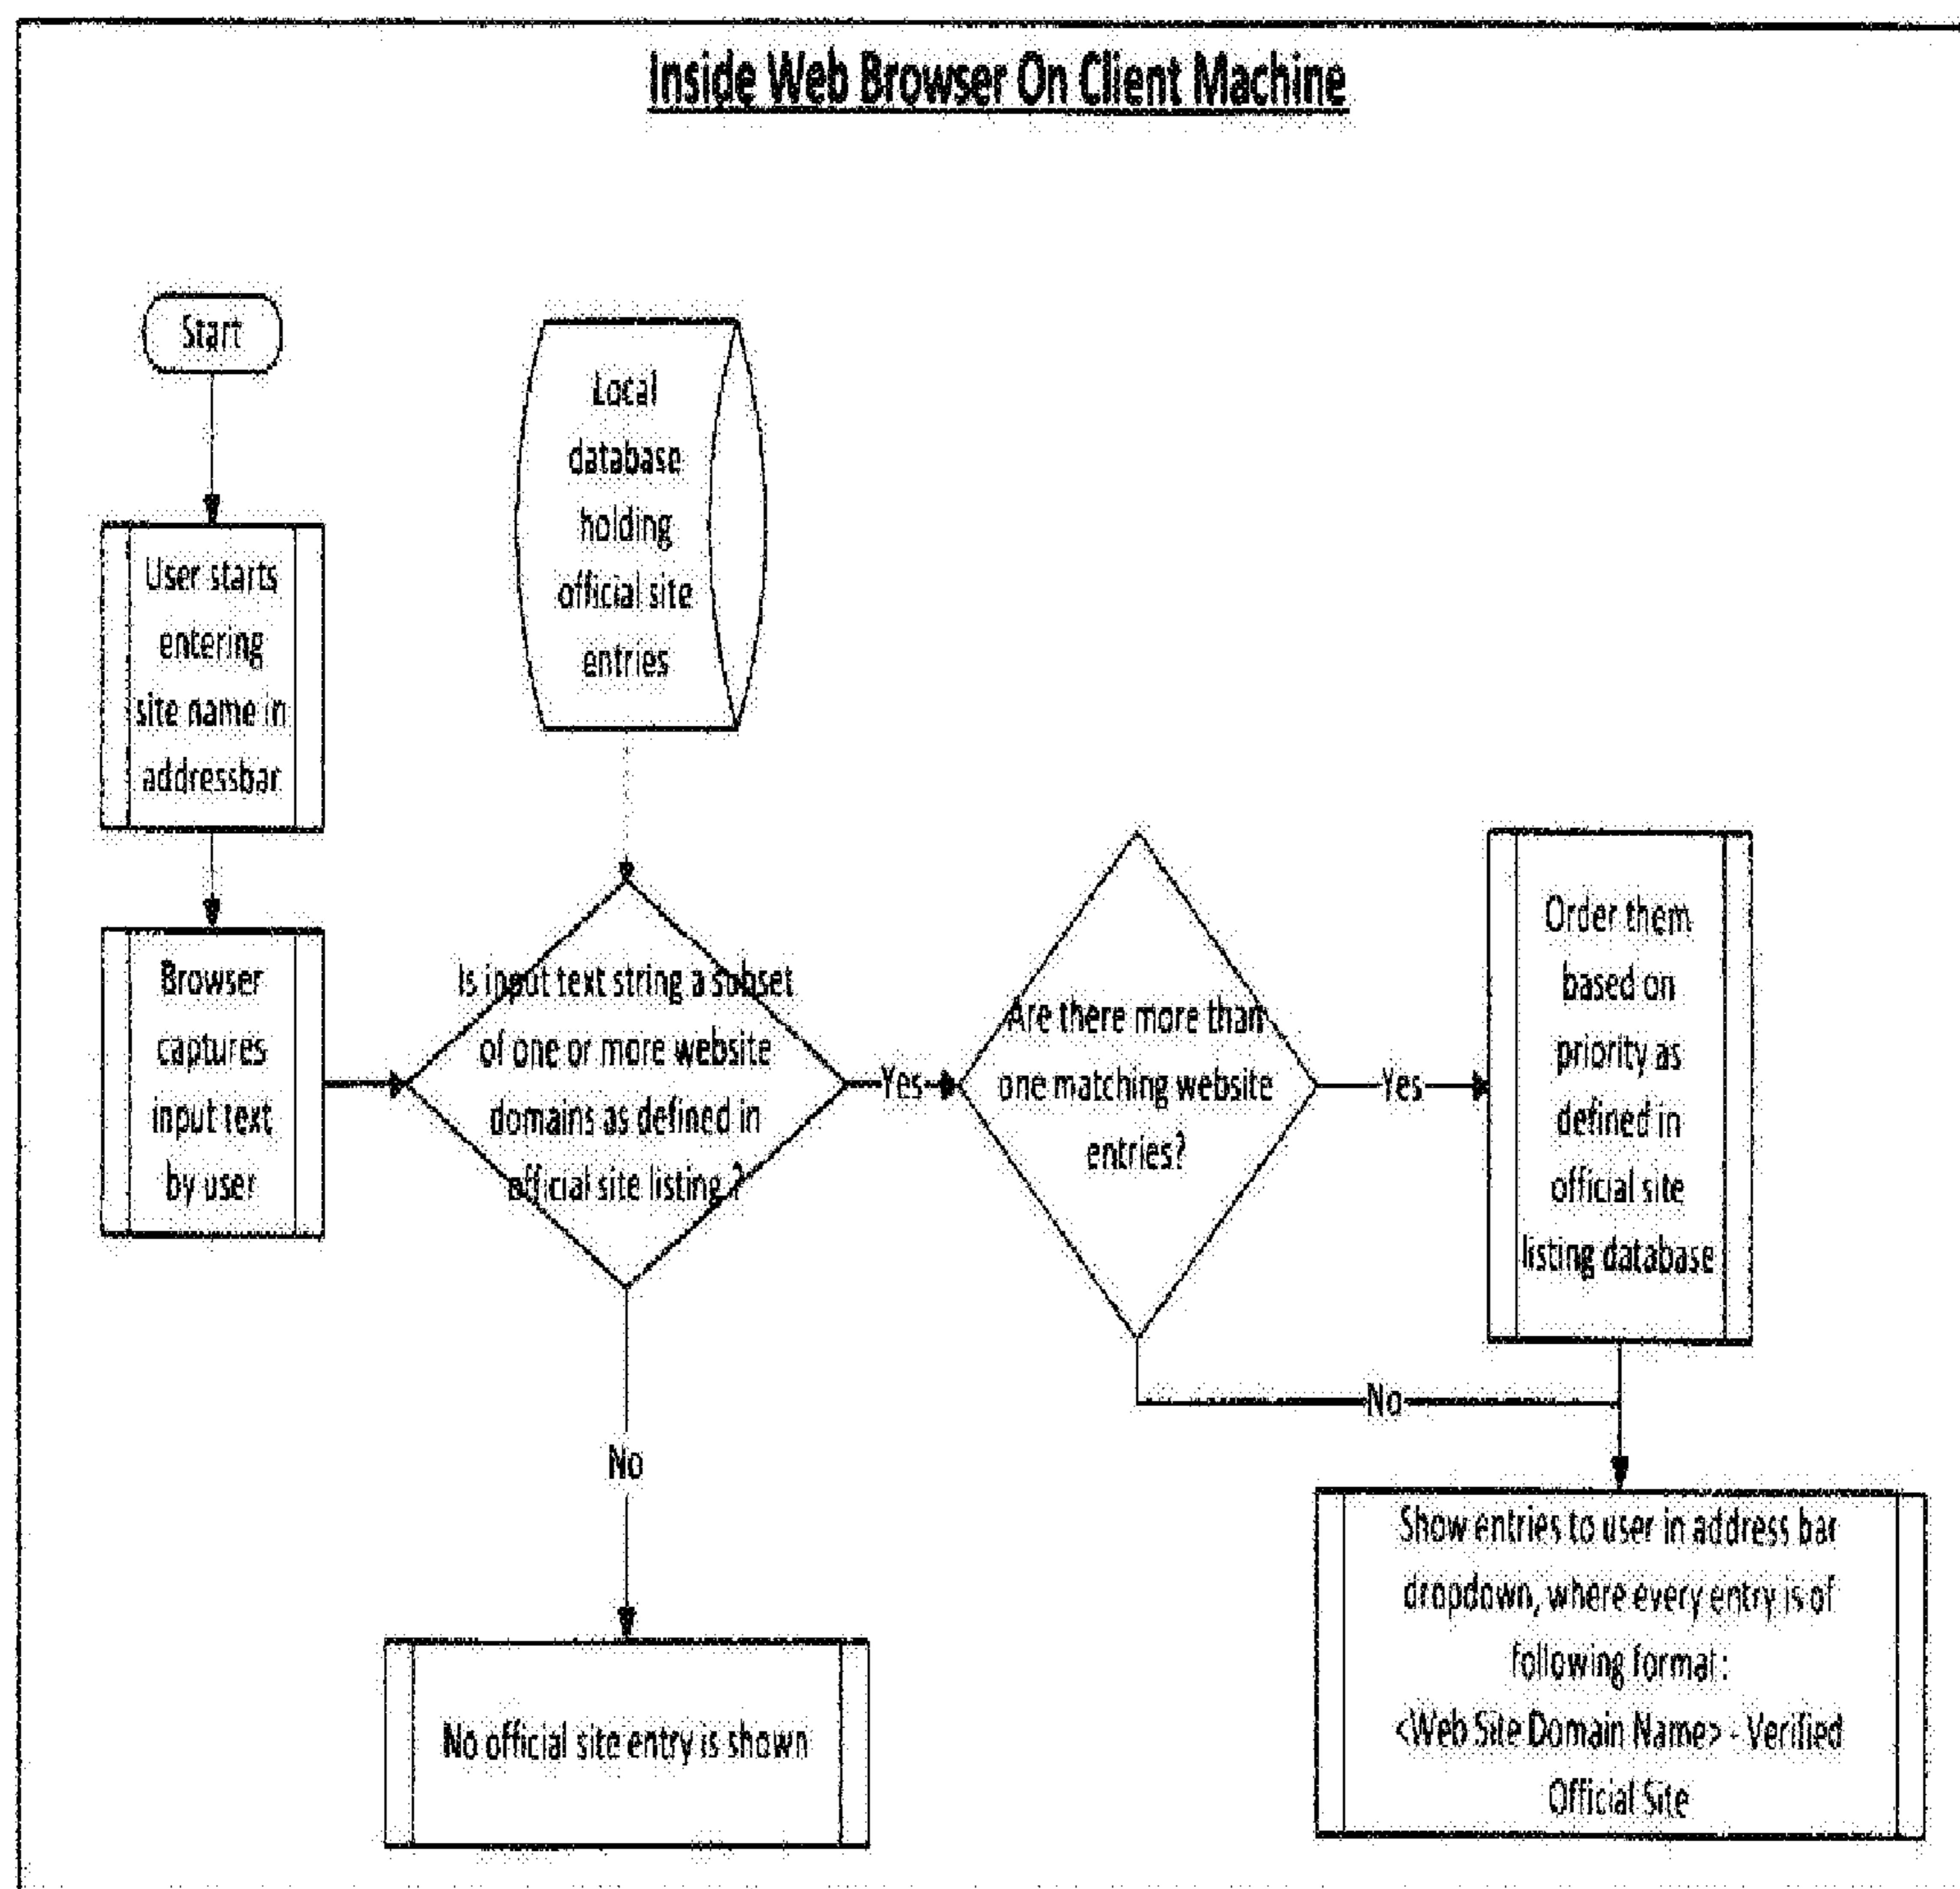 Inside Web Browser On Client Machine
Start
User starts
entering
site name in
addressbar
Browser
captures
input text
by user
Local
database
holding
official site
entries
Is input text string a subset
of one or more website
domains as defined in
official site listing ?
Yes
No
No official site entry is shown
Are there more than
one matching website
entries?
Yes
No
Order them
based on
priority as
defined in
official site
listing database
Show entries to user in address bar
dropdown, where every entry is of
following format:
<Web Site Domain Name> - Verified
Official Site